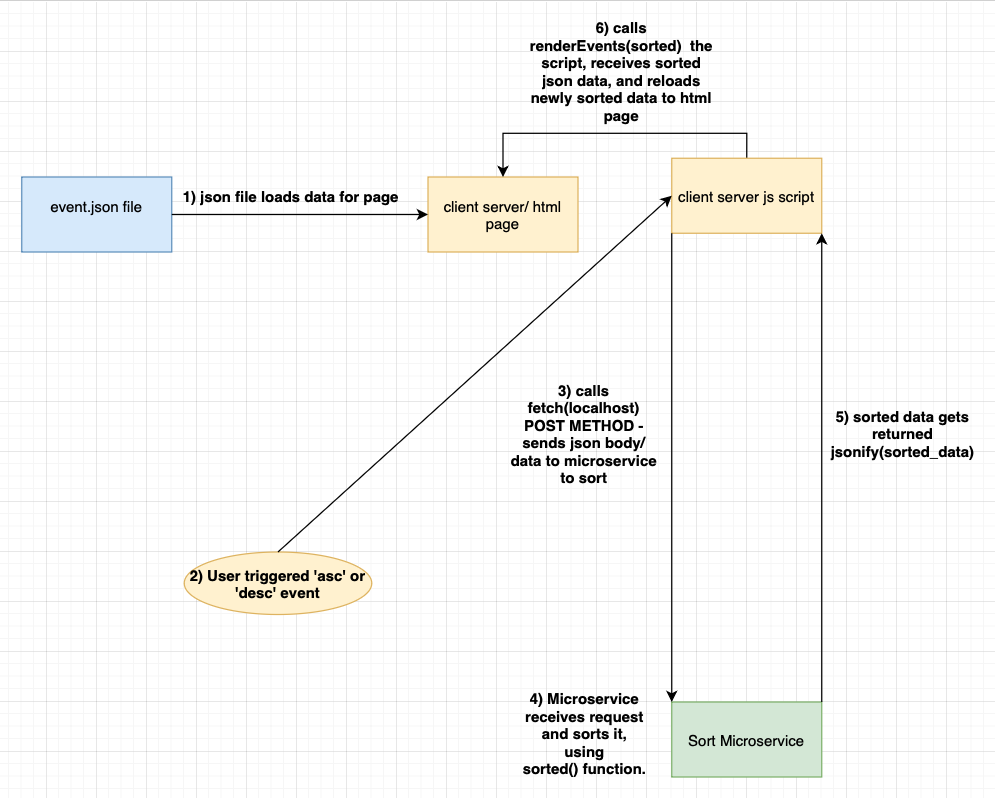 6) calls
renderEvents(sorted)  the
script, receives sorted
json data, and reloads
newly sorted data to html
page
event.json file
1) json file loads data for page
client server/ html
page
client server js script
3) calls
fetch(localhost)
POST METHOD -
sends json body/
data to microservice
to sort
5) sorted data gets
returned
jsonify(sorted_data)
2) User triggered 'asc' or
'desc' event
4) Microservice
receives request
and sorts it,
using
sorted() function.
Sort Microservice